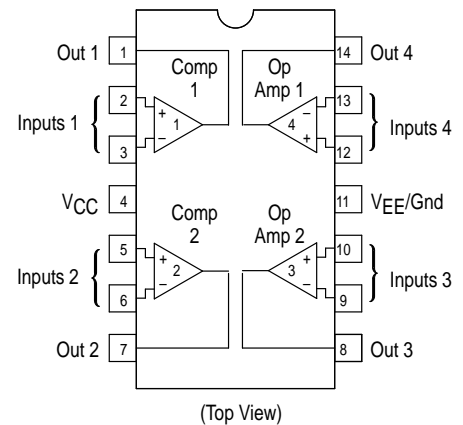 Out 1 1 14 Out 4
Comp 1 Op Amp 1
Inputs 1 2 + 1 − 13 Inputs 4
3 − 4 + 12
VCC 4 11 VEE/Gnd
Comp 2 Op Amp 2
Inputs 2 5 + 2 + 10 Inputs 3
6 − 3 − 9
Out 2 7 8 Out 3
(Top View)